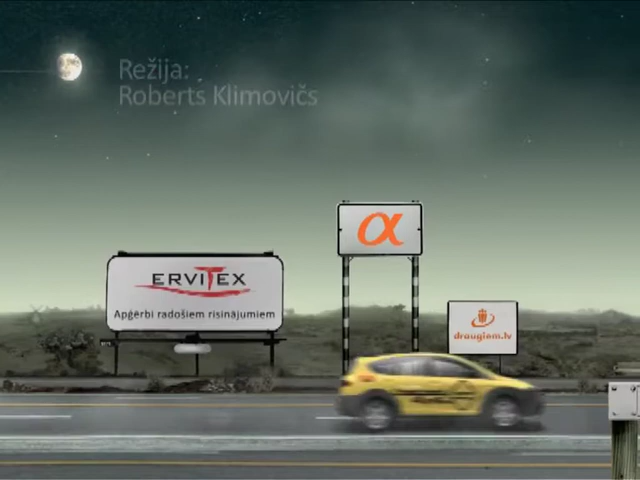 Režija:
Roberts Klimovičs
α
ERVITEX
Apģērbi radošiem risinājumiem
draugiem.lv